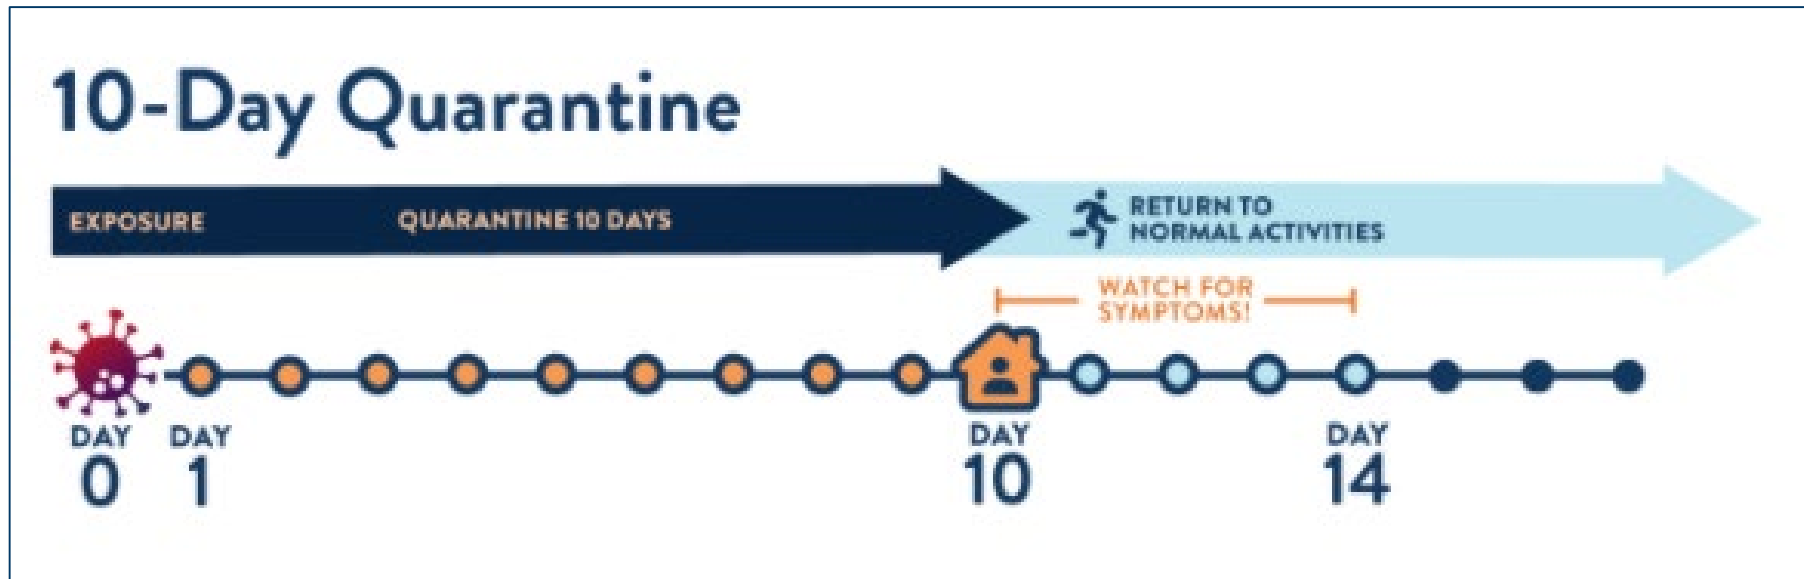 10-Day Quarantine
EXPOSURE
QUARANTINE 10 DAYS
RETURN TO
NORMAL ACTIVITIES
WATCH FOR
SYMPTOMS!
DAY
0
DAY
1
DAY
10
DAY
14